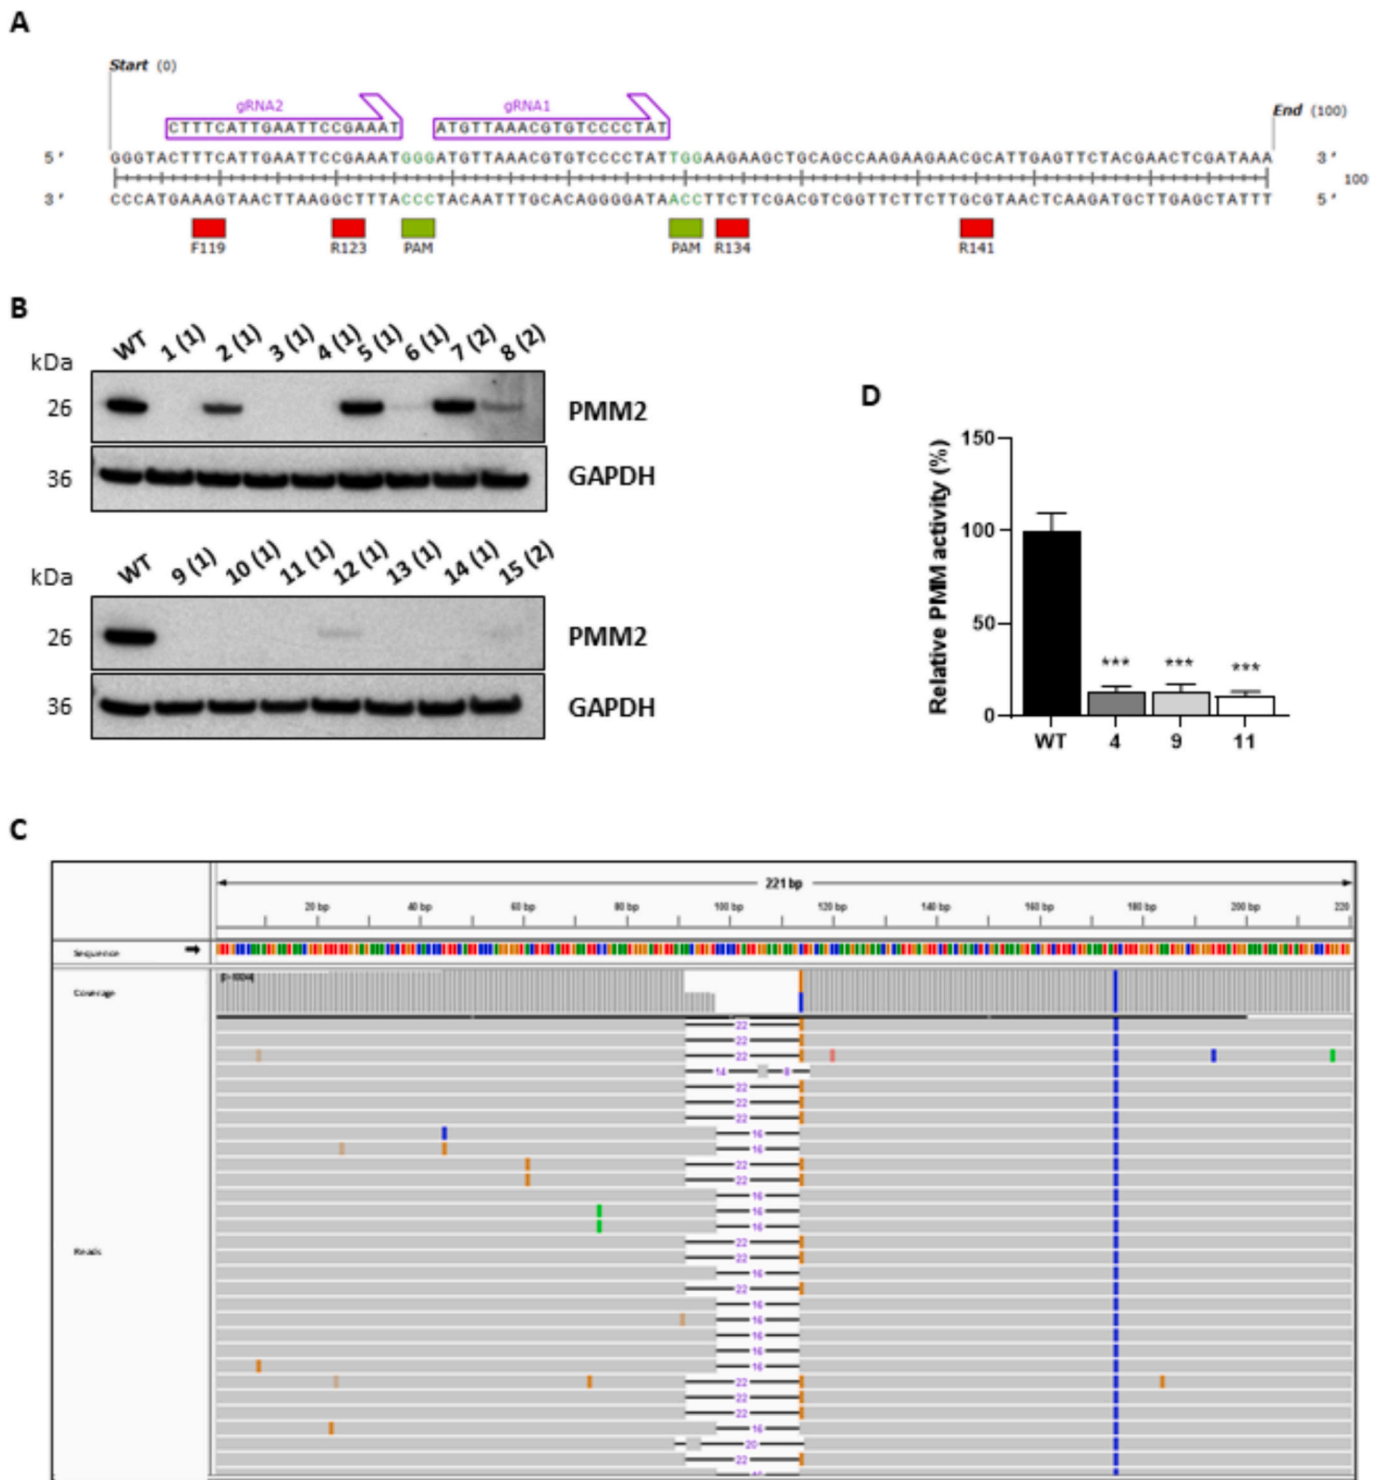 A
Start (0)
gRNA2
gRNA1
End (100)
CTTTCATTGAATTCCGAAAT
ATGTTAAACGTGTCCCCTAT
5' GGGTACTTTCATTGAATTCCGAAATGGGATGTTAAACGTGTCCCCTATTGGAAGAAGCTGCAGCCAAGAAGAACGCATTGAGTTCTACGAACTCGATAAA 3'
100
3' CCCATGAAAGTAACTTAAGGCTTTACCCTACAATTTGCACAGGGGATAACCTTCTTCGACGTCGGTTCTTCTTGCGTAACTCAAGATGCTTGAGCTATTT 5'
F119 R123 PAM PAM R134 R141
B
kDa WT 1 (1) 2 (1) 3 (1) 4 (1) 5 (1) 6 (1) 7 (2) 8 (2)
26 PMM2
36 GAPDH
kDa WT 9 (1) 10 (1) 11 (1) 12 (1) 13 (1) 14 (1) 15 (2)
26 PMM2
36 GAPDH
D
Relative PMM activity (%)
150
100
50
0
*** *** ***
WT 4 9 11
C
221 bp
20 bp 40 bp 60 bp 80 bp 100 bp 120 bp 140 bp 160 bp 180 bp 200 bp 220
Sequence
Coverage
Reads
22
22
22
14 8
22
22
22
16
16
22
22
16
16
16
22
22
16
22
16
16
16
16
16
22
22
22
16
20
22